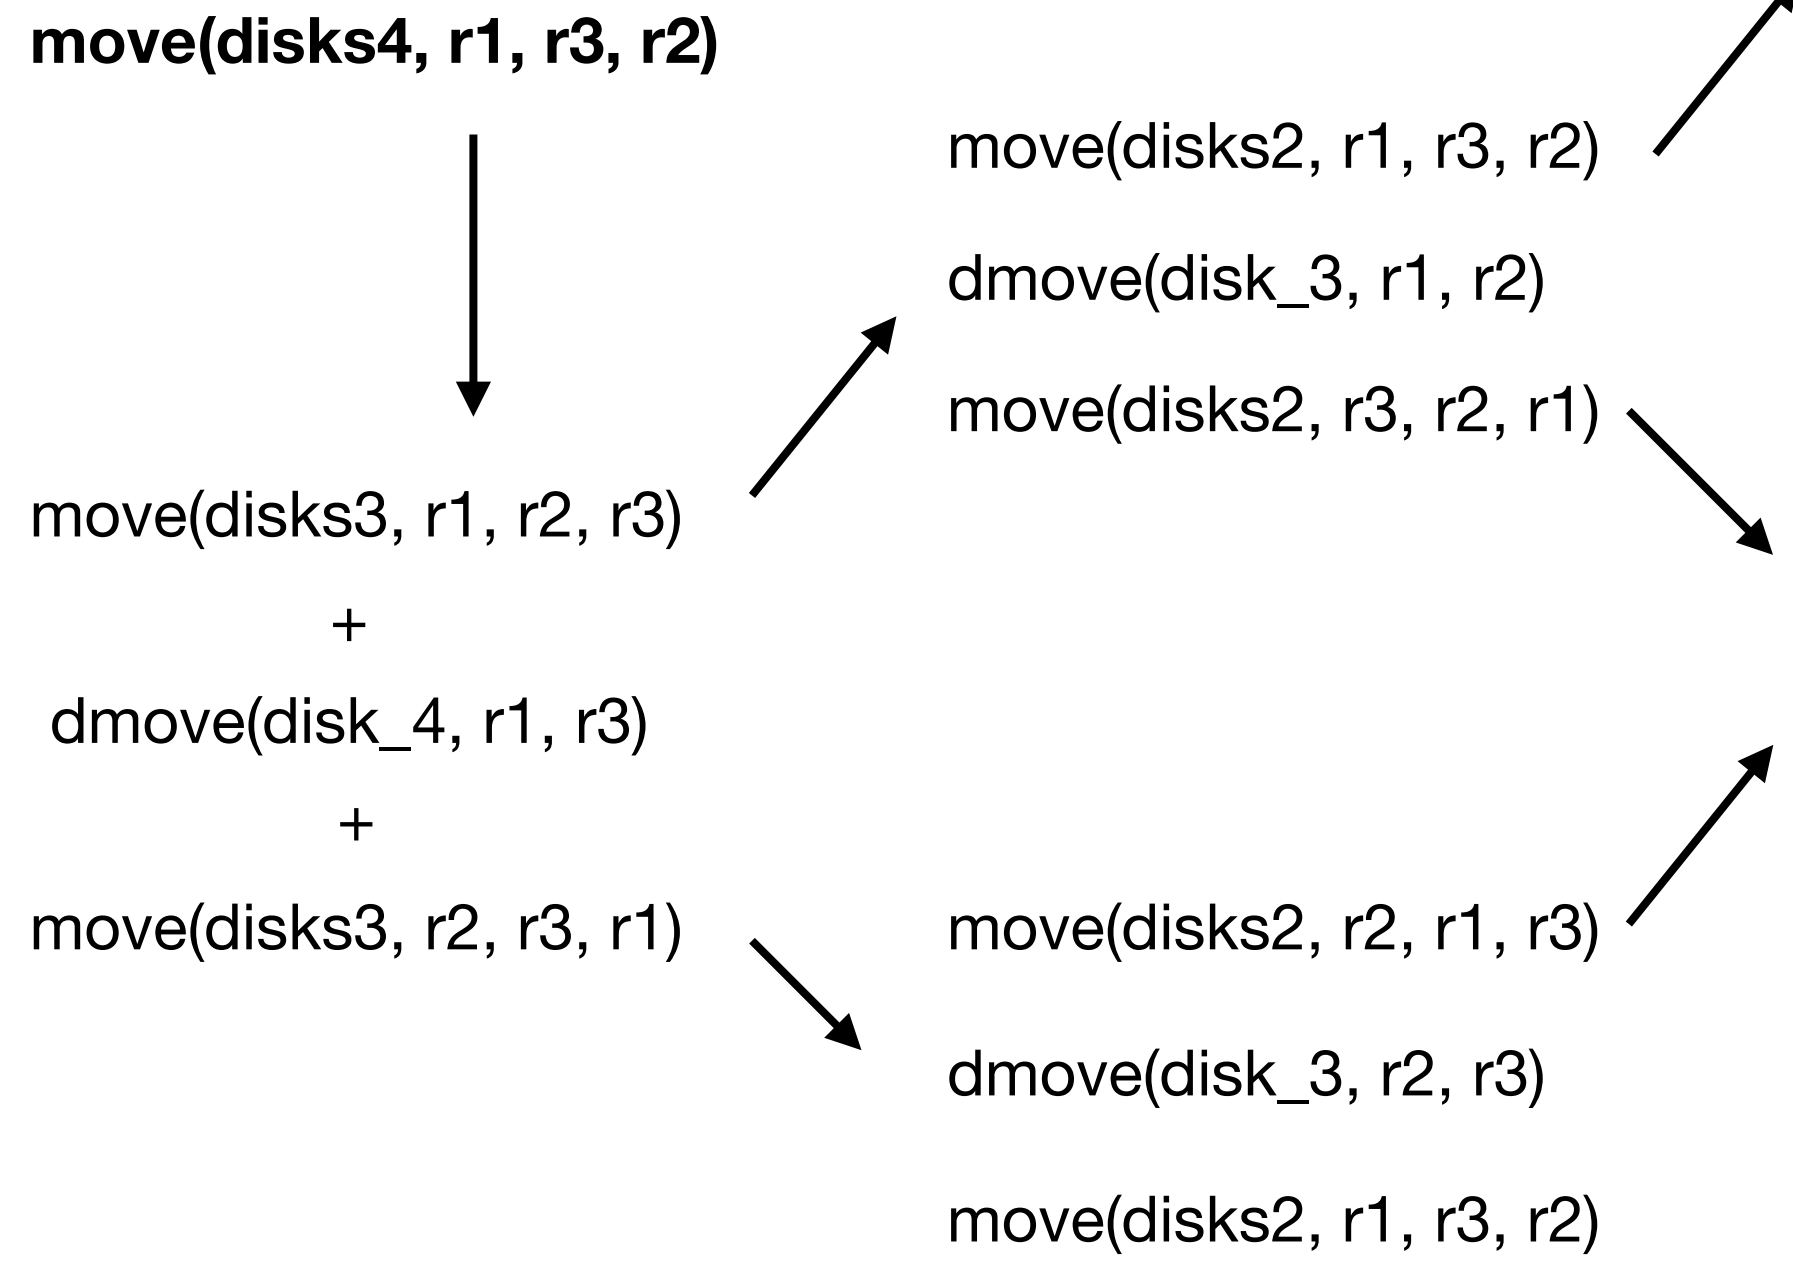 move(disks4, r1, r3, r2)
move(disks3, r1, r2, r3)
+
dmove(disk_4, r1, r3)
+
move(disks3, r2, r3, r1)
move(disks2, r1, r3, r2)
dmove(disk_3, r1, r2)
move(disks2, r3, r2, r1)
move(disks2, r2, r1, r3)
dmove(disk_3, r2, r3)
move(disks2, r1, r3, r2)